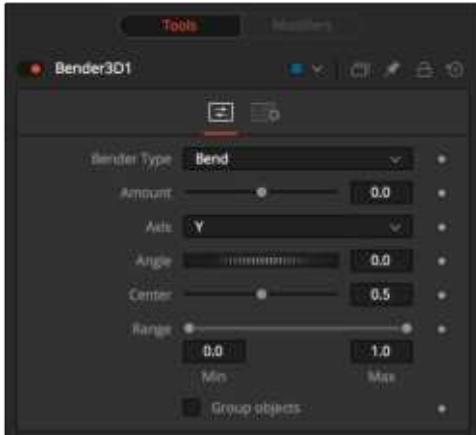 Tools Modifiers
Bender3D1
Bender Type Bend
Amount 0.0
Axis Y
Angle 0.0
Center 0.5
Range
0.0 1.0
Min Max
Group objects